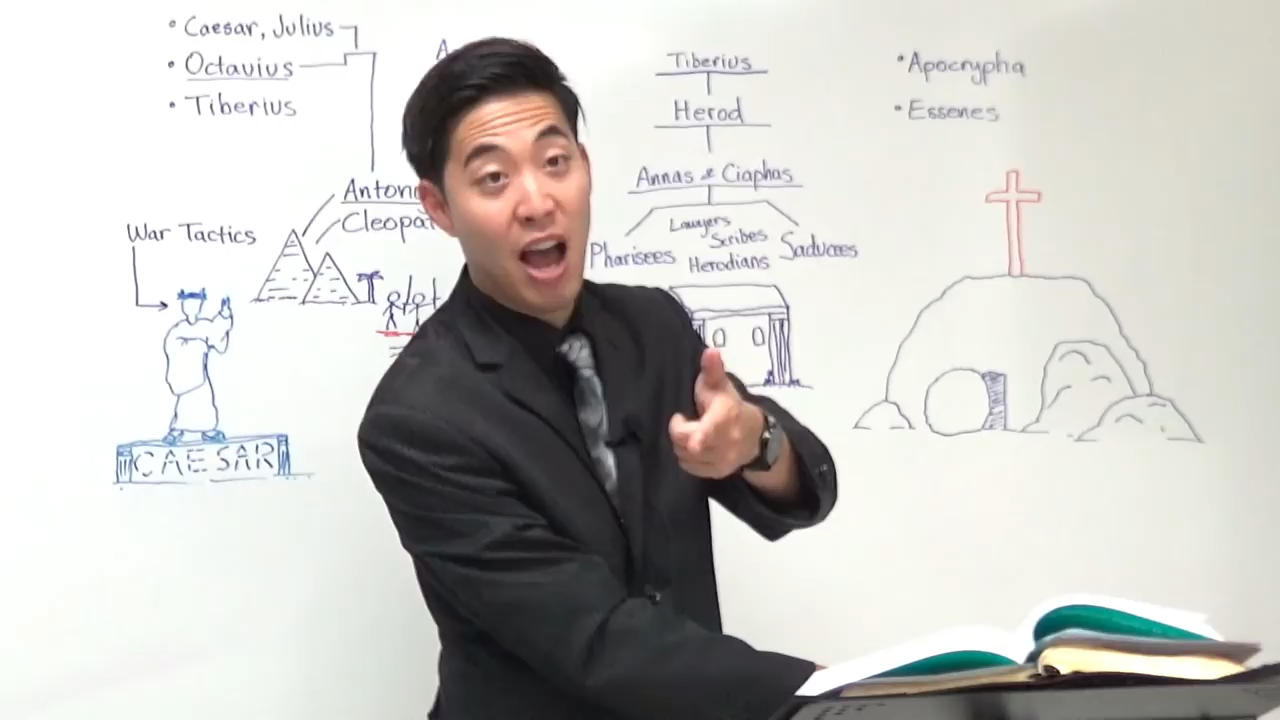 • Caesar, Julius
• Octavius
• Tiberius
War Tactics
CAESAR
Tiberius
Herod
Annas & Ciaphas
Pharisees
Lawyers
Scribes
Herodians
Saducees
• Apocrypha
• Essenes